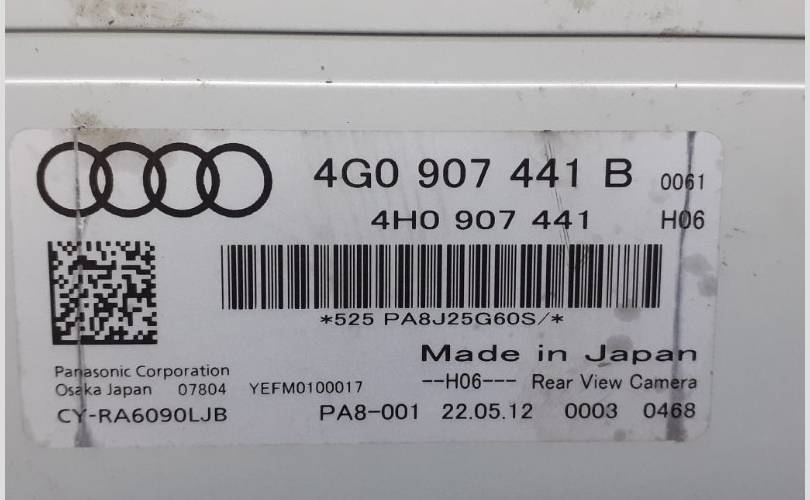 4G0 907 441 B 0061
4H0 907 441 H06
*525 PA8J25G60S/*
Made in Japan
Panasonic Corporation
Osaka Japan 07804 YEFM0100017 --H06--- Rear View Camera
CY-RA6090LJB PA8-001 22.05.12 0003 0468